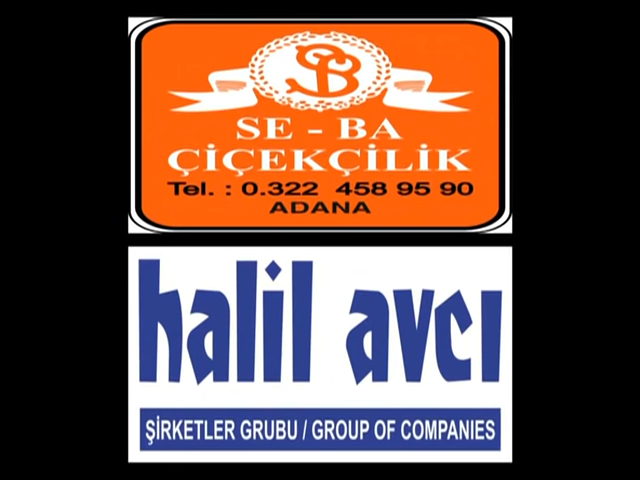 SB
SE - BA
ÇİÇEKÇİLİK
Tel. : 0.322 458 95 90
ADANA
halil avcı
ŞİRKETLER GRUBU / GROUP OF COMPANIES